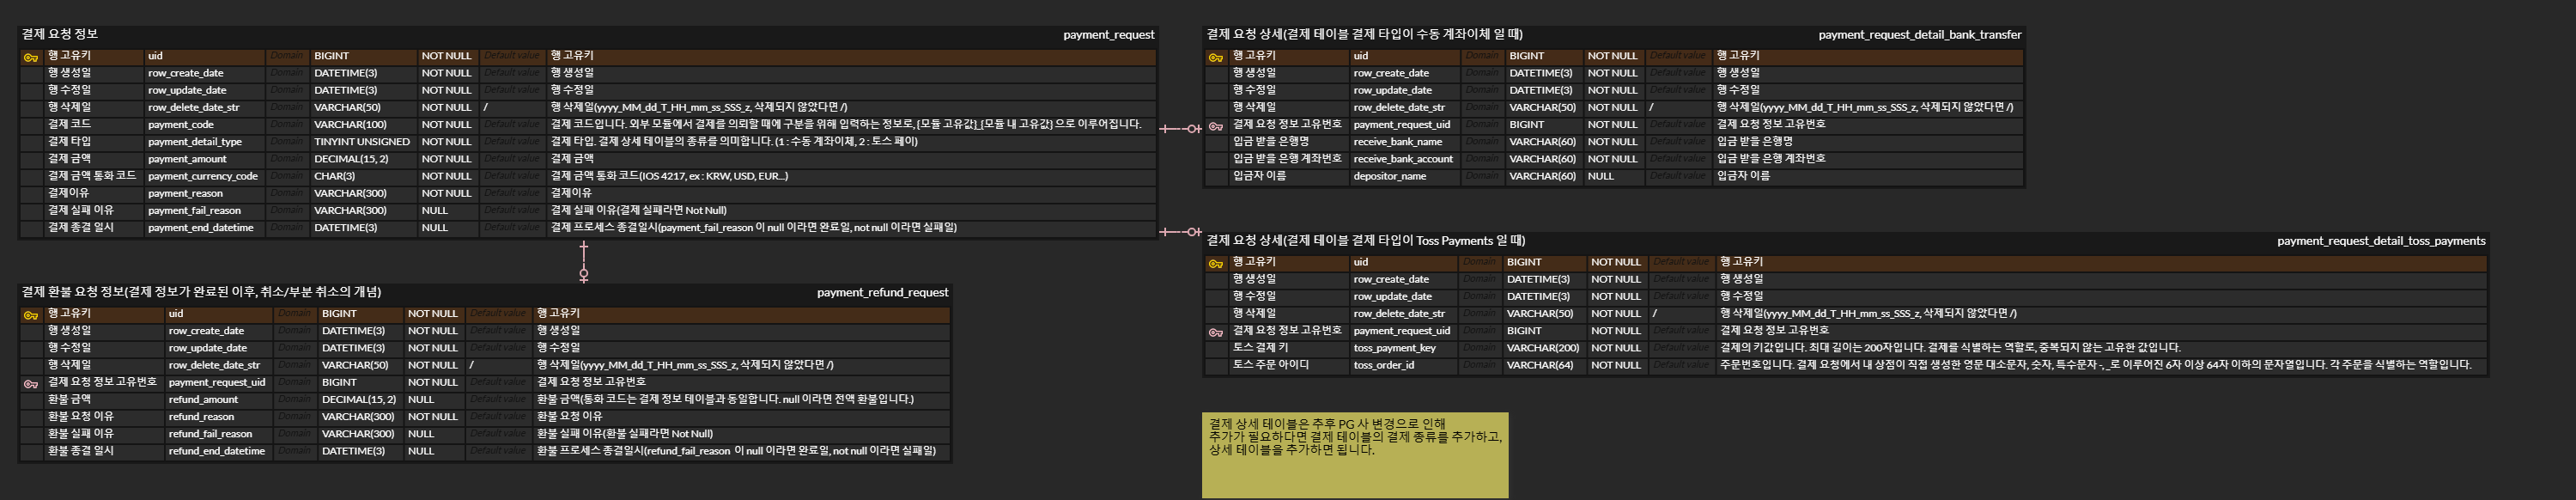 결제 요청 정보 payment_request
행 고유키 uid Domain BIGINT NOT NULL Default value 행 고유키
행 생성일 row_create_date Domain DATETIME(3) NOT NULL Default value 행 생성일
행 수정일 row_update_date Domain DATETIME(3) NOT NULL Default value 행 수정일
행 삭제일 row_delete_date_str Domain VARCHAR(50) NOT NULL / 행 삭제일(yyyy_MM_dd_T_HH_mm_ss_SSS_z, 삭제되지 않았다면 /)
결제 코드 payment_code Domain VARCHAR(100) NOT NULL Default value 결제 코드입니다. 외부 모듈에서 결제를 의뢰할 때에 구분을 위해 입력하는 정보로, {모듈 고유값}_{모듈 내 고유값} 으로 이루어집니다.
결제 타입 payment_detail_type Domain TINYINT UNSIGNED NOT NULL Default value 결제 타입. 결제 상세 테이블의 종류를 의미합니다. (1 : 수동 계좌이체, 2 : 토스 페이)
결제 금액 payment_amount Domain DECIMAL(15, 2) NOT NULL Default value 결제 금액
결제 금액 통화 코드 payment_currency_code Domain CHAR(3) NOT NULL Default value 결제 금액 통화 코드(IOS 4217, ex : KRW, USD, EUR...)
결제이유 payment_reason Domain VARCHAR(300) NOT NULL Default value 결제이유
결제 실패 이유 payment_fail_reason Domain VARCHAR(300) NULL Default value 결제 실패 이유(결제 실패라면 Not Null)
결제 종결 일시 payment_end_datetime Domain DATETIME(3) NULL Default value 결제 프로세스 종결일시(payment_fail_reason 이 null 이라면 완료일, not null 이라면 실패일)
결제 환불 요청 정보(결제 정보가 완료된 이후, 취소/부분 취소의 개념) payment_refund_request
행 고유키 uid Domain BIGINT NOT NULL Default value 행 고유키
행 생성일 row_create_date Domain DATETIME(3) NOT NULL Default value 행 생성일
행 수정일 row_update_date Domain DATETIME(3) NOT NULL Default value 행 수정일
행 삭제일 row_delete_date_str Domain VARCHAR(50) NOT NULL / 행 삭제일(yyyy_MM_dd_T_HH_mm_ss_SSS_z, 삭제되지 않았다면 /)
결제 요청 정보 고유번호 payment_request_uid Domain BIGINT NOT NULL Default value 결제 요청 정보 고유번호
환불 금액 refund_amount Domain DECIMAL(15, 2) NULL Default value 환불 금액(통화 코드는 결제 정보 테이블과 동일합니다. null 이라면 전액 환불입니다.)
환불 요청 이유 refund_reason Domain VARCHAR(300) NOT NULL Default value 환불 요청 이유
환불 실패 이유 refund_fail_reason Domain VARCHAR(300) NULL Default value 환불 실패 이유(환불 실패라면 Not Null)
환불 종결 일시 refund_end_datetime Domain DATETIME(3) NULL Default value 환불 프로세스 종결일시(refund_fail_reason 이 null 이라면 완료일, not null 이라면 실패일)
결제 요청 상세(결제 테이블 결제 타입이 수동 계좌이체 일 때) payment_request_detail_bank_transfer
행 고유키 uid Domain BIGINT NOT NULL Default value 행 고유키
행 생성일 row_create_date Domain DATETIME(3) NOT NULL Default value 행 생성일
행 수정일 row_update_date Domain DATETIME(3) NOT NULL Default value 행 수정일
행 삭제일 row_delete_date_str Domain VARCHAR(50) NOT NULL / 행 삭제일(yyyy_MM_dd_T_HH_mm_ss_SSS_z, 삭제되지 않았다면 /)
결제 요청 정보 고유번호 payment_request_uid Domain BIGINT NOT NULL Default value 결제 요청 정보 고유번호
입금 받을 은행명 receive_bank_name Domain VARCHAR(60) NOT NULL Default value 입금 받을 은행명
입금 받을 은행 계좌번호 receive_bank_account Domain VARCHAR(60) NOT NULL Default value 입금 받을 은행 계좌번호
입금자 이름 depositor_name Domain VARCHAR(60) NULL Default value 입금자 이름
결제 요청 상세(결제 테이블 결제 타입이 Toss Payments 일 때) payment_request_detail_toss_payments
행 고유키 uid Domain BIGINT NOT NULL Default value 행 고유키
행 생성일 row_create_date Domain DATETIME(3) NOT NULL Default value 행 생성일
행 수정일 row_update_date Domain DATETIME(3) NOT NULL Default value 행 수정일
행 삭제일 row_delete_date_str Domain VARCHAR(50) NOT NULL / 행 삭제일(yyyy_MM_dd_T_HH_mm_ss_SSS_z, 삭제되지 않았다면 /)
결제 요청 정보 고유번호 payment_request_uid Domain BIGINT NOT NULL Default value 결제 요청 정보 고유번호
토스 결제 키 toss_payment_key Domain VARCHAR(200) NOT NULL Default value 결제의 키값입니다. 최대 길이는 200자입니다. 결제를 식별하는 역할로, 중복되지 않는 고유한 값입니다.
토스 주문 아이디 toss_order_id Domain VARCHAR(64) NOT NULL Default value 주문번호입니다. 결제 요청에서 내 상점이 직접 생성한 영문 대소문자, 숫자, 특수문자 -, _로 이루어진 6자 이상 64자 이하의 문자열입니다. 각 주문을 식별하는 역할입니다.
결제 상세 테이블은 추후 PG 사 변경으로 인해
추가가 필요하다면 결제 테이블의 결제 종류를 추가하고,
상세 테이블을 추가하면 됩니다.